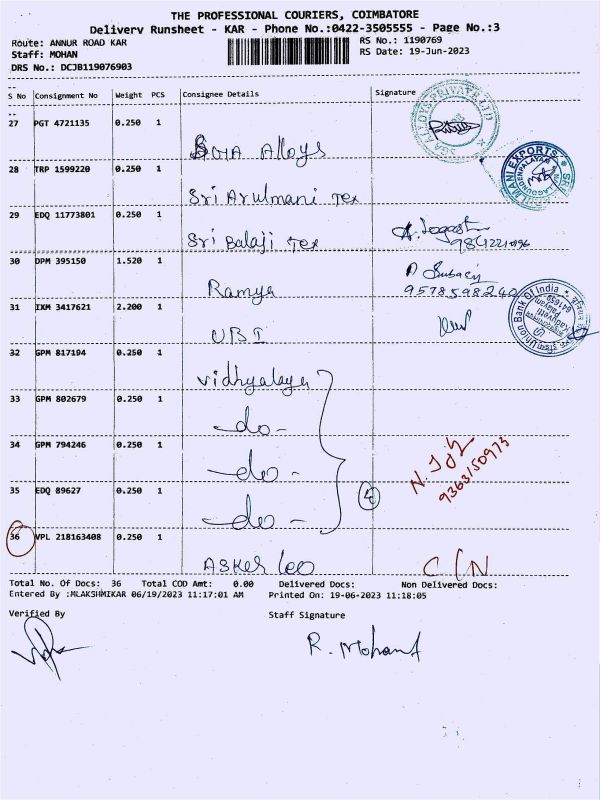 THE PROFESSIONAL COURIERS, COIMBATORE
Delivery Runsheet - KAR - Phone No.:0422-3505555 - Page No.:3
Route: ANNUR ROAD KAR RS No.: 1190769
Staff: MOHAN RS Date: 19-Jun-2023
DRS No.: DCJB119076903
S No Consignment No Weight PCS Consignee Details Signature
27 PGT 4721135 0.250 1
Alloys
28 TRP 1599220 0.250 1
Sri Arulmani Tex
29 EDQ 11773801 0.250 1
Sri Balaji Tex
30 DPM 395150 1.520 1
Ramya 9578598240
31 IXM 3417621 2.200 1
UBI
Union Bank Of India
32 GPM 817194 0.250 1
Vidhyalaya
33 GPM 802679 0.250 1
-do-
34 GPM 794246 0.250 1
-do-
35 EDQ 89627 0.250 1
-do- 4
9363150973
36 VPL 218163408 0.250 1
Total No. Of Docs: 36 Total COD Amt: 0.00 Delivered Docs: Non Delivered Docs:
Entered By :MLAKSHMIKAR 06/19/2023 11:17:01 AM Printed On: 19-06-2023 11:18:05
Verified By Staff Signature
R. Mohan